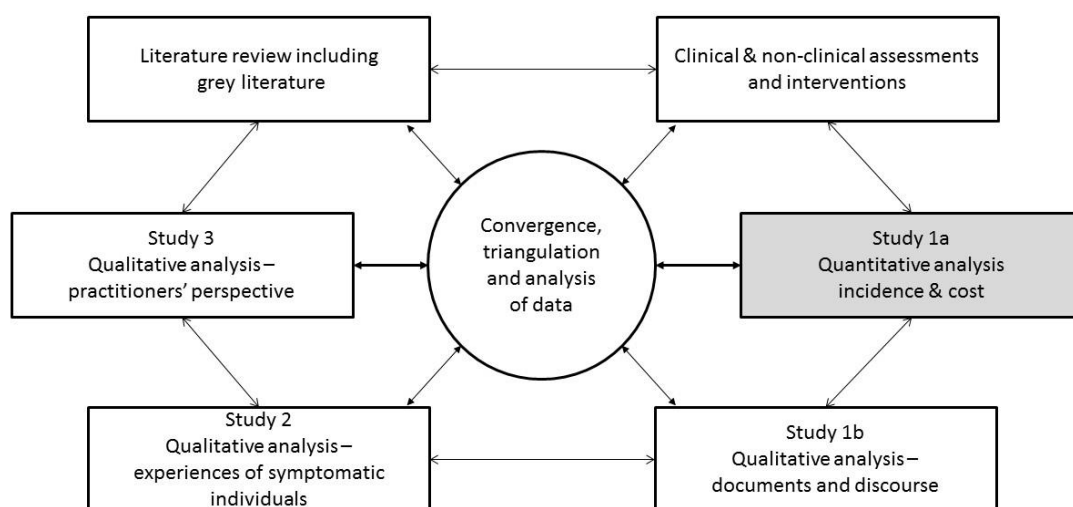 Literature review including
grey literature
Clinical & non-clinical assessments
and interventions
Study 3
Qualitative analysis –
practitioners’ perspective
Convergence,
triangulation
and analysis
of data
Study 1a
Quantitative analysis
incidence & cost
Study 2
Qualitative analysis –
experiences of symptomatic
individuals
Study 1b
Qualitative analysis –
documents and discourse